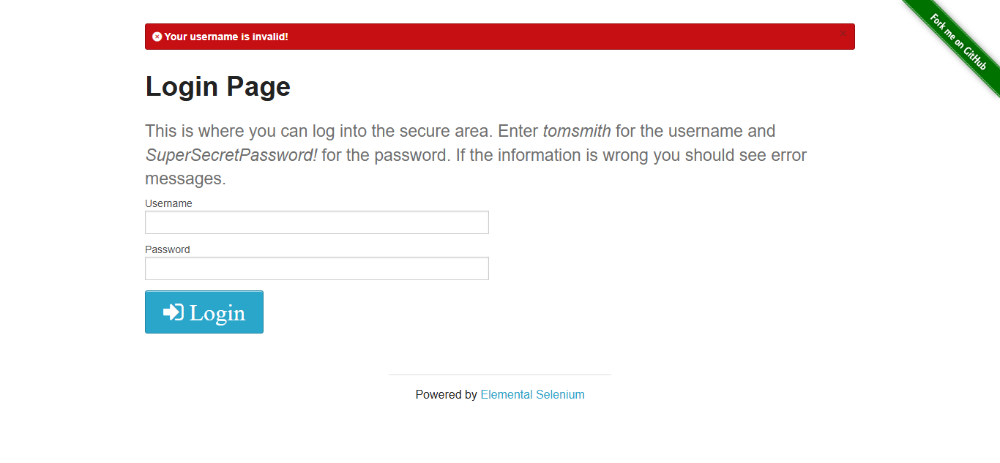 Your username is invalid!
Fork me on GitHub
Login Page
This is where you can log into the secure area. Enter tomsmith for the username and
SuperSecretPassword! for the password. If the information is wrong you should see error
messages.
Username
Password
Login
Powered by Elemental Selenium